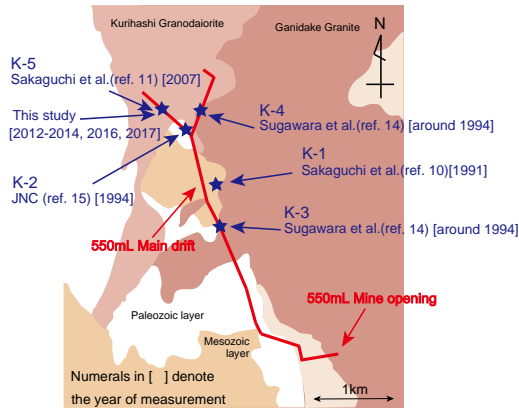 Kurihashi Granodaiorite
Ganidake Granite
N
K-5
Sakaguchi et al.(ref. 11) [2007]
This study
[2012-2014, 2016, 2017]
K-4
Sugawara et al.(ref. 14) [around 1994]
K-1
Sakaguchi et al.(ref. 10)[1991]
K-2
JNC (ref. 15) [1994]
K-3
Sugawara et al.(ref. 14) [around 1994]
550mL Main drift
550mL Mine opening
Paleozoic layer
Mesozoic
layer
Numerals in [ ] denote
the year of measurement
1km